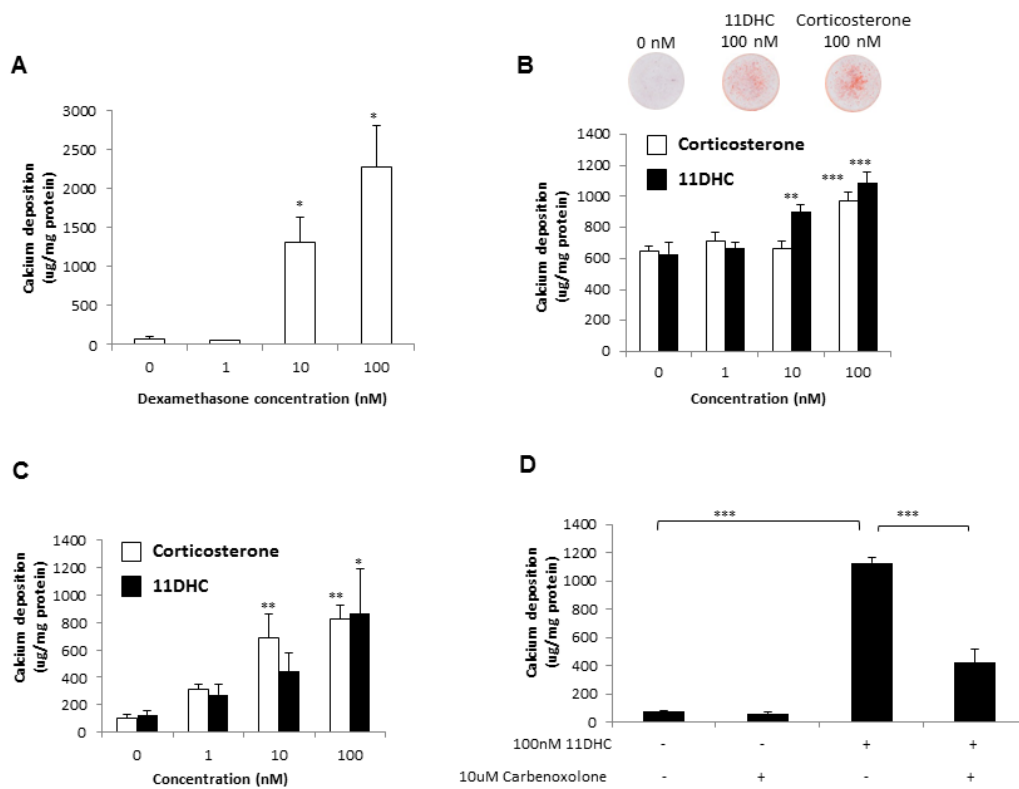 A
3000
2500
2000
1500
1000
500
0
Calcium deposition
(ug/mg protein)
*
*
0 1 10 100
Dexamethasone concentration (nM)
B
0 nM
11DHC
100 nM
Corticosterone
100 nM
1400
1200
1000
800
600
400
200
0
Calcium deposition
(ug/mg protein)
Corticosterone
11DHC
**
***
***
0 1 10 100
Concentration (nM)
C
1400
1200
1000
800
600
400
200
0
Calcium deposition
(ug/mg protein)
Corticosterone
11DHC
**
**
*
0 1 10 100
Concentration (nM)
D
1400
1200
1000
800
600
400
200
0
Calcium deposition
(ug/mg protein)
***
***
100nM 11DHC - - + +
10uM Carbenoxolone - + - +